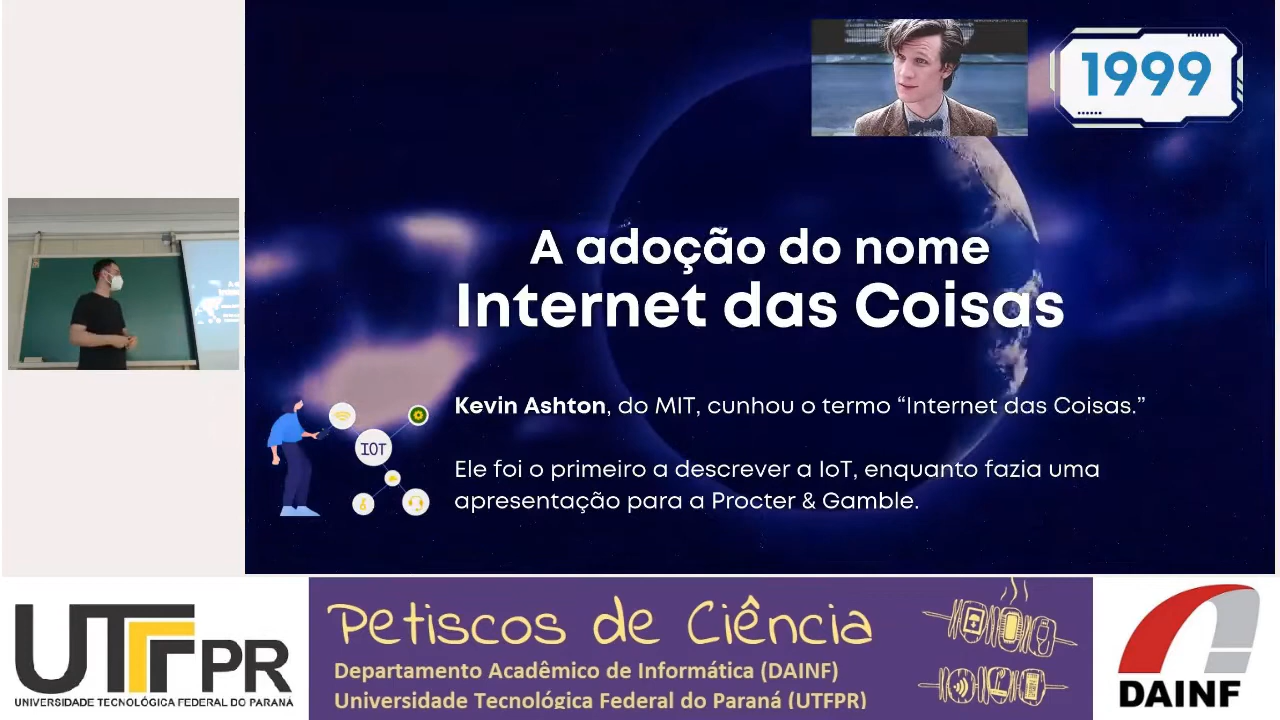 1999
A adoção do nome
Internet das Coisas
Kevin Ashton, do MIT, cunhou o termo “Internet das Coisas.”
Ele foi o primeiro a descrever a IoT, enquanto fazia uma
apresentação para a Procter & Gamble.
IOT
UTFPR
UNIVERSIDADE TECNOLÓGICA FEDERAL DO PARANÁ
Petiscos de Ciência
Departamento Acadêmico de Informática (DAINF)
Universidade Tecnológica Federal do Paraná (UTFPR)
DAINF